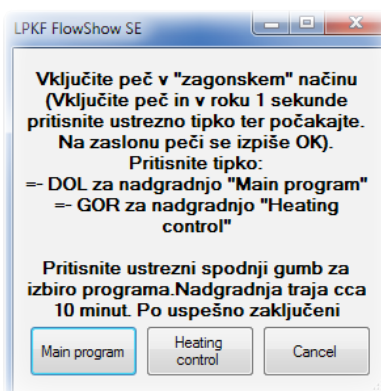 LPKF FlowShow SE
Vključite peč v "zagonskem" načinu
(Vključite peč in v roku 1 sekunde
pritisnite ustrezno tipko ter počakajte.
Na zaslonu peči se izpiše OK).
Pritisnite tipko:
=- DOL za nadgradnjo "Main program"
=- GOR za nadgradnjo "Heating
control"
Pritisnite ustrezni spodnji gumb za
izbiro programa.Nadgradnja traja cca
10 minut. Po uspešno zaključeni
Main program
Heating
control
Cancel